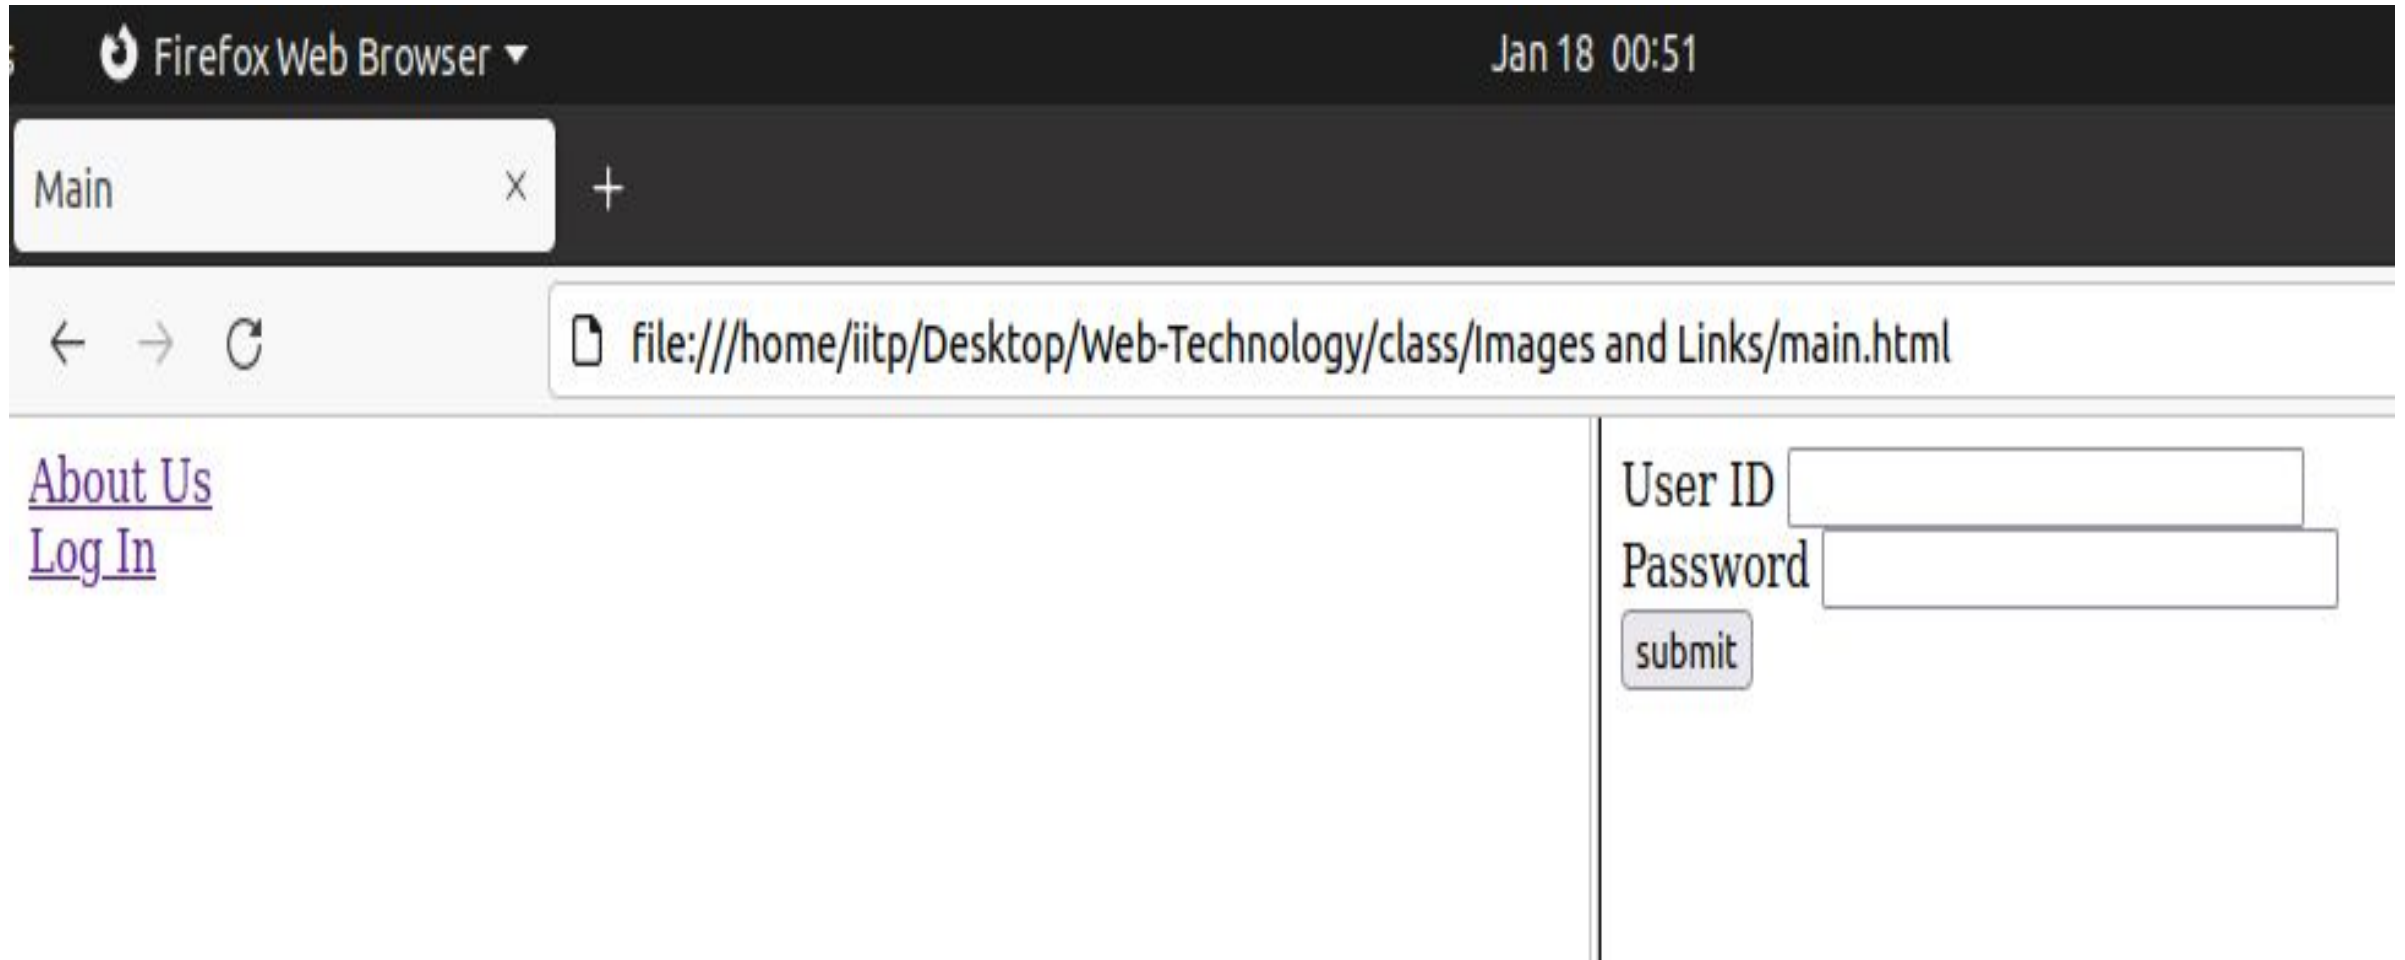 s Firefox Web Browser Jan 18 00:51
Main
file:///home/iitp/Desktop/Web-Technology/class/Images and Links/main.html
About Us
Log In
User ID
Password
submit